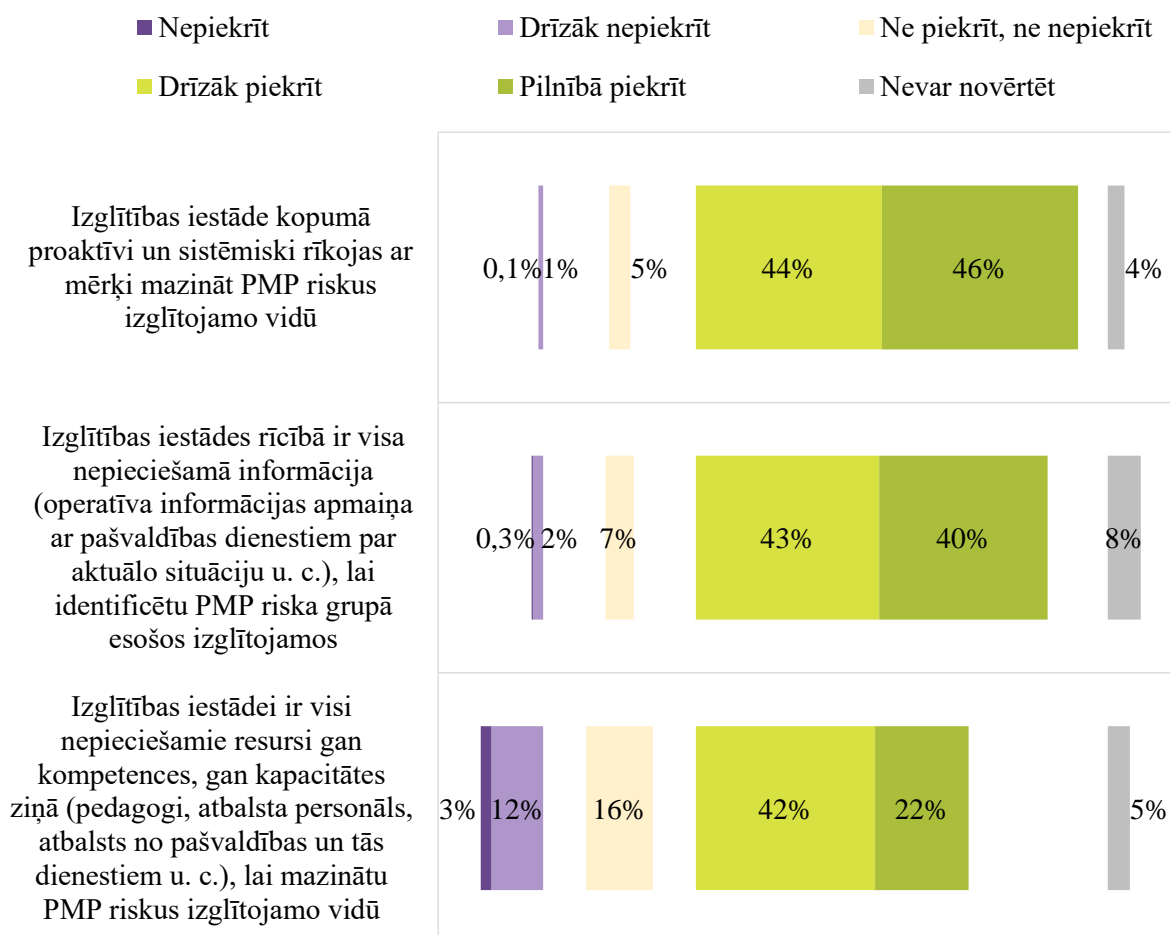 Nepiekrīt
Drīzāk nepiekrīt
Ne piekrīt, ne nepiekrīt
Drīzāk piekrīt
Pilnībā piekrīt
Nevar novērtēt
Izglītības iestāde kopumā
proaktīvi un sistēmiski rīkojas ar
mērķi mazināt PMP riskus
izglītojamo vidū
0,1%
1%
5%
44%
46%
4%
Izglītības iestādes rīcībā ir visa
nepieciešamā informācija
(operatīva informācijas apmaiņa
ar pašvaldības dienestiem par
aktuālo situāciju u. c.), lai
identificētu PMP riska grupā
esošos izglītojamos
0,3%
2%
7%
43%
40%
8%
Izglītības iestādei ir visi
nepieciešamie resursi gan
kompetences, gan kapacitātes
ziņā (pedagogi, atbalsta personāls,
atbalsts no pašvaldības un tās
dienestiem u. c.), lai mazinātu
PMP riskus izglītojamo vidū
3%
12%
16%
42%
22%
5%